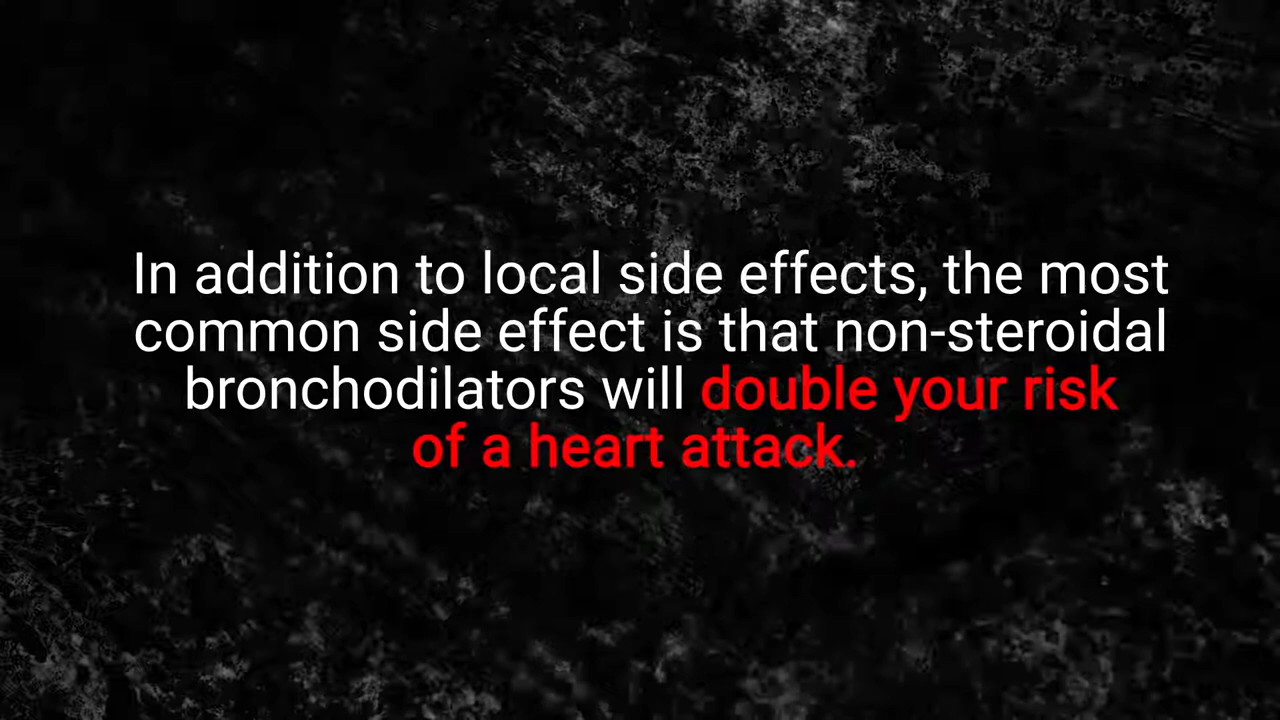 In addition to local side effects, the most
common side effect is that non-steroidal
bronchodilators will double your risk
of a heart attack.